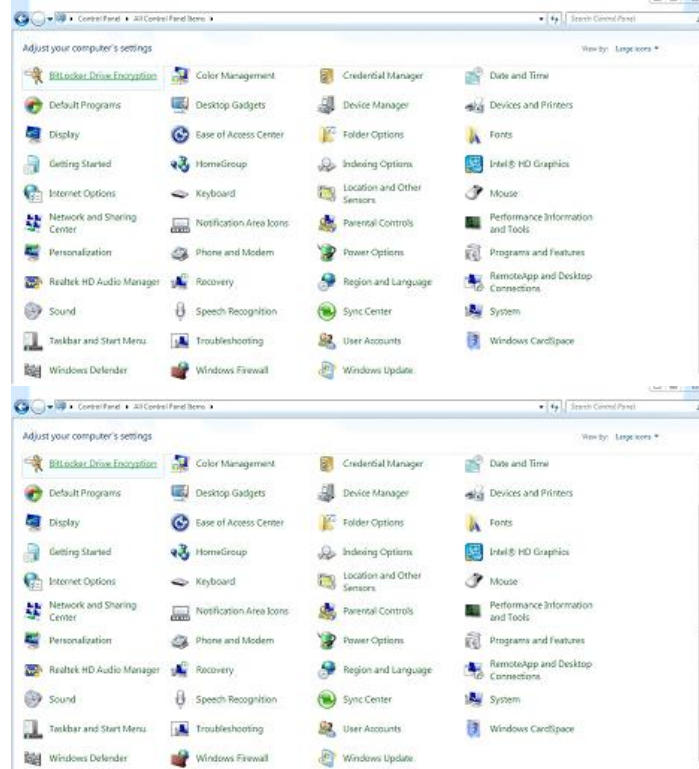 Control Panel All Control Panel Items Search Control Panel
Adjust your computer's settings View by: Large icons
BitLocker Drive Encryption Color Management Credential Manager Date and Time
Default Programs Desktop Gadgets Device Manager Devices and Printers
Display Ease of Access Center Folder Options Fonts
Getting Started HomeGroup Indexing Options Intel® HD Graphics
Internet Options Keyboard Location and Other Sensors Mouse
Network and Sharing Center Notification Area Icons Parental Controls Performance Information and Tools
Personalization Phone and Modem Power Options Programs and Features
Realtek HD Audio Manager Recovery Region and Language RemoteApp and Desktop Connections
Sound Speech Recognition Sync Center System
Taskbar and Start Menu Troubleshooting User Accounts Windows CardSpace
Windows Defender Windows Firewall Windows Update
Control Panel All Control Panel Items Search Control Panel
Adjust your computer's settings View by: Large icons
BitLocker Drive Encryption Color Management Credential Manager Date and Time
Default Programs Desktop Gadgets Device Manager Devices and Printers
Display Ease of Access Center Folder Options Fonts
Getting Started HomeGroup Indexing Options Intel® HD Graphics
Internet Options Keyboard Location and Other Sensors Mouse
Network and Sharing Center Notification Area Icons Parental Controls Performance Information and Tools
Personalization Phone and Modem Power Options Programs and Features
Realtek HD Audio Manager Recovery Region and Language RemoteApp and Desktop Connections
Sound Speech Recognition Sync Center System
Taskbar and Start Menu Troubleshooting User Accounts Windows CardSpace
Windows Defender Windows Firewall Windows Update